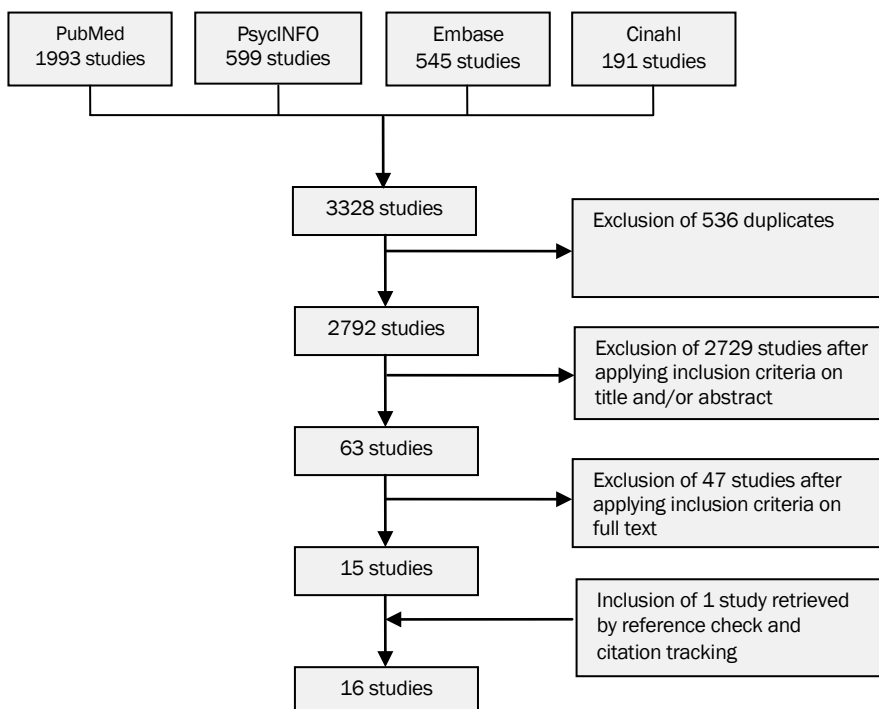 PubMed
1993 studies
PsycINFO
599 studies
Embase
545 studies
Cinahl
191 studies
3328 studies
Exclusion of 536 duplicates
2792 studies
Exclusion of 2729 studies after
applying inclusion criteria on
title and/or abstract
63 studies
Exclusion of 47 studies after
applying inclusion criteria on
full text
15 studies
Inclusion of 1 study retrieved
by reference check and
citation tracking
16 studies